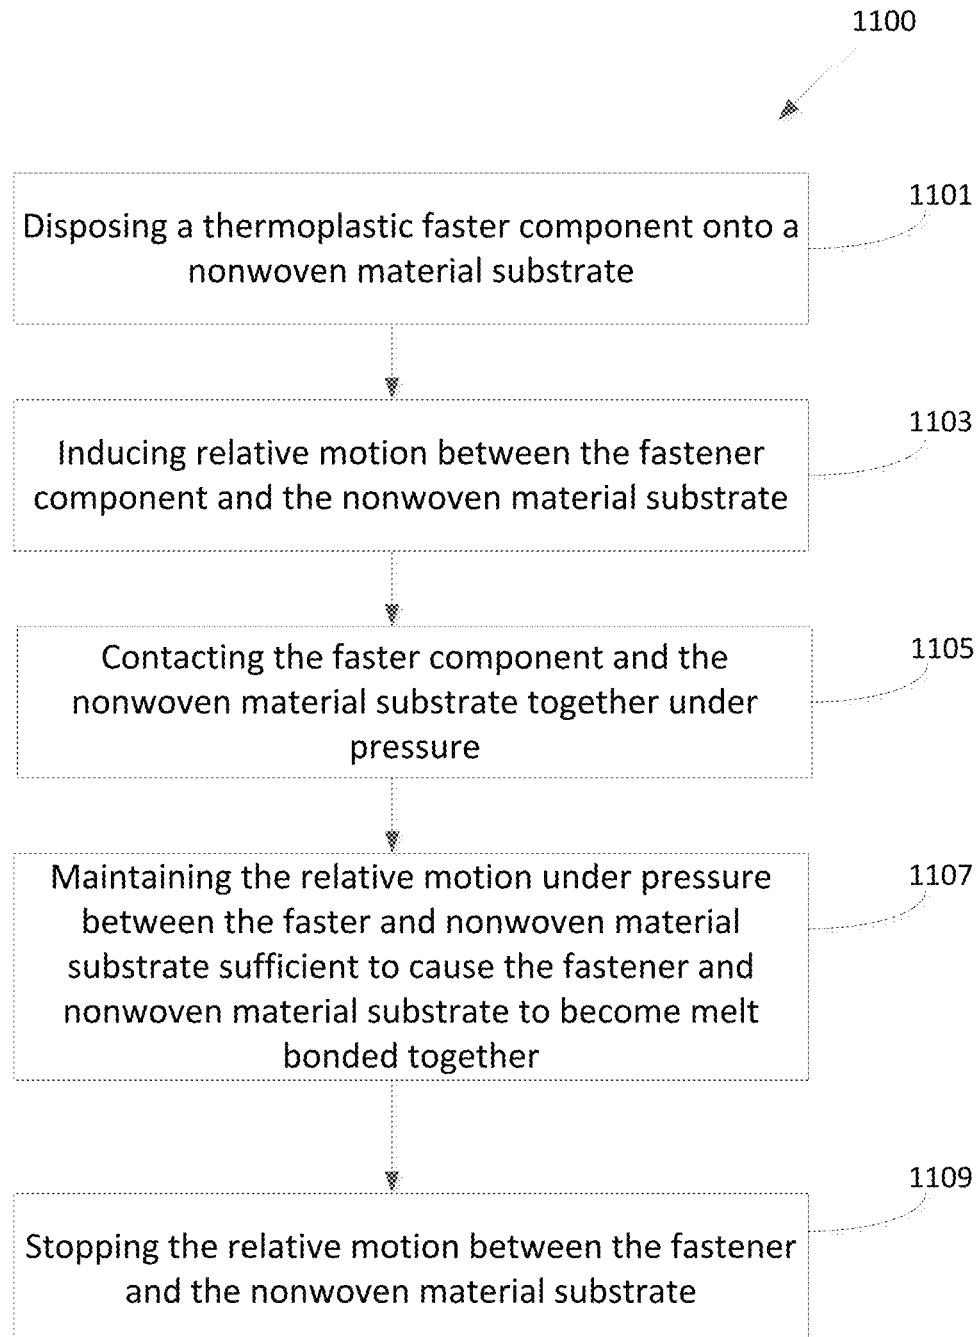 1100
1101
Disposing a thermoplastic faster component onto a
nonwoven material substrate
1103
Inducing relative motion between the fastener
component and the nonwoven material substrate
1105
Contacting the faster component and the
nonwoven material substrate together under
pressure
1107
Maintaining the relative motion under pressure
between the faster and nonwoven material
substrate sufficient to cause the fastener and
nonwoven material substrate to become melt
bonded together
1109
Stopping the relative motion between the fastener
and the nonwoven material substrate